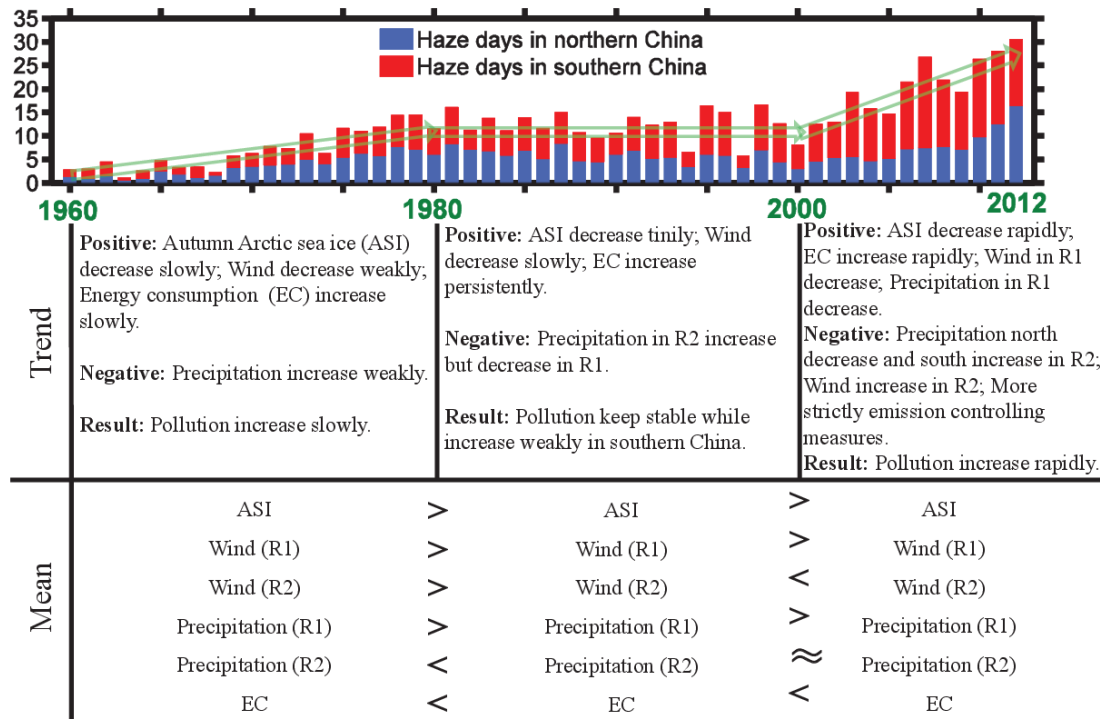 35
30
25
20
15
10
5
0
Haze days in northern China
Haze days in southern China
1960
1980
2000
2012
Trend
Positive: Autumn Arctic sea ice (ASI)
decrease slowly; Wind decrease weakly;
Energy consumption (EC) increase
slowly.
Negative: Precipitation increase weakly.
Result: Pollution increase slowly.
Positive: ASI decrease tinily; Wind
decrease slowly; EC increase
persistently.
Negative: Precipitation in R2 increase
but decrease in R1.
Result: Pollution keep stable while
increase weakly in southern China.
Positive: ASI decrease rapidly;
EC increase rapidly; Wind in R1
decrease; Precipitation in R1
decrease.
Negative: Precipitation north
decrease and south increase in R2;
Wind increase in R2; More
strictly emission controlling
measures.
Result: Pollution increase rapidly.
Mean
ASI > ASI > ASI
Wind (R1) > Wind (R1) > Wind (R1)
Wind (R2) > Wind (R2) < Wind (R2)
Precipitation (R1) > Precipitation (R1) > Precipitation (R1)
Precipitation (R2) < Precipitation (R2) ≈ Precipitation (R2)
EC < EC < EC